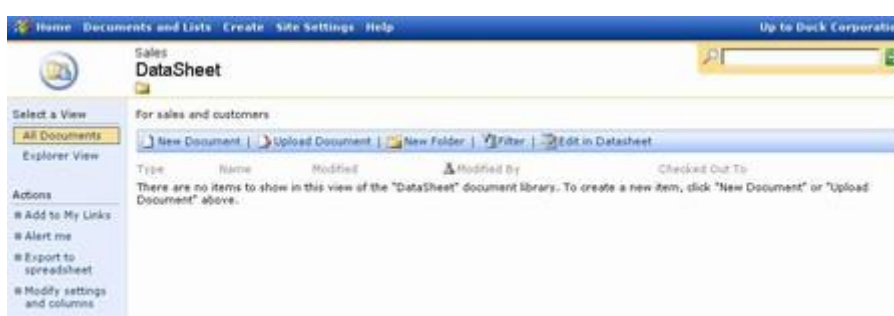 Home Documents and Lists Create Site Settings Help Up to Duck Corporatio
Sales
DataSheet
Select a View
All Documents
Explorer View
Actions
Add to My Links
Alert me
Export to
spreadsheet
Modify settings
and columns
For sales and customers
New Document | Upload Document | New Folder | Filter | Edit in Datasheet
Type Name Modified Modified By Checked Out To
There are no items to show in this view of the "DataSheet" document library. To create a new item, click "New Document" or "Upload
Document" above.